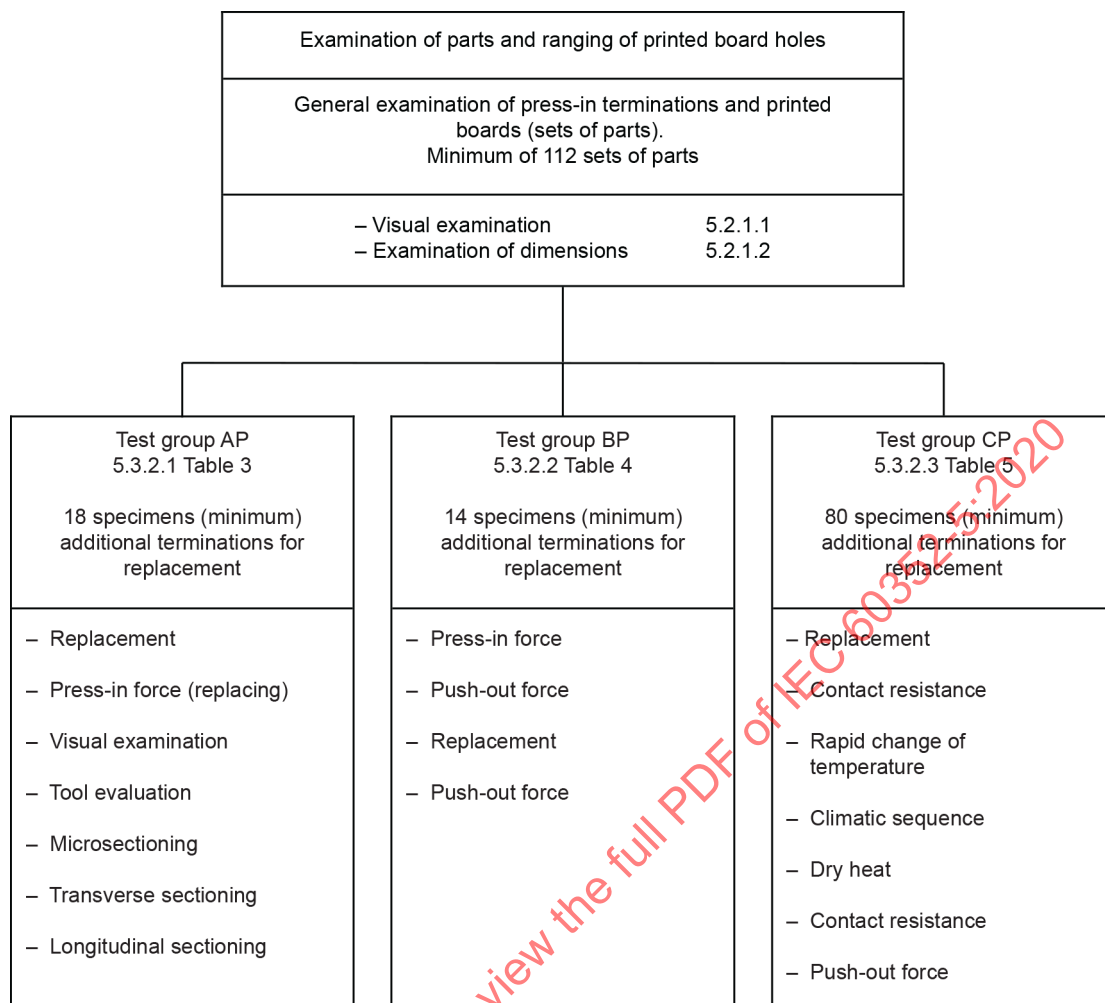 Examination of parts and ranging of printed board holes
General examination of press-in terminations and printed
boards (sets of parts).
Minimum of 112 sets of parts
– Visual examination 5.2.1.1
– Examination of dimensions 5.2.1.2
Test group AP
5.3.2.1 Table 3
18 specimens (minimum)
additional terminations for
replacement
– Replacement
– Press-in force (replacing)
– Visual examination
– Tool evaluation
– Microsectioning
– Transverse sectioning
– Longitudinal sectioning
Test group BP
5.3.2.2 Table 4
14 specimens (minimum)
additional terminations for
replacement
– Press-in force
– Push-out force
– Replacement
– Push-out force
Test group CP
5.3.2.3 Table 5
80 specimens (minimum)
additional terminations for
replacement
– Replacement
– Contact resistance
– Rapid change of
temperature
– Climatic sequence
– Dry heat
– Contact resistance
– Push-out force
view the full PDF of IEC 60352-5:2020